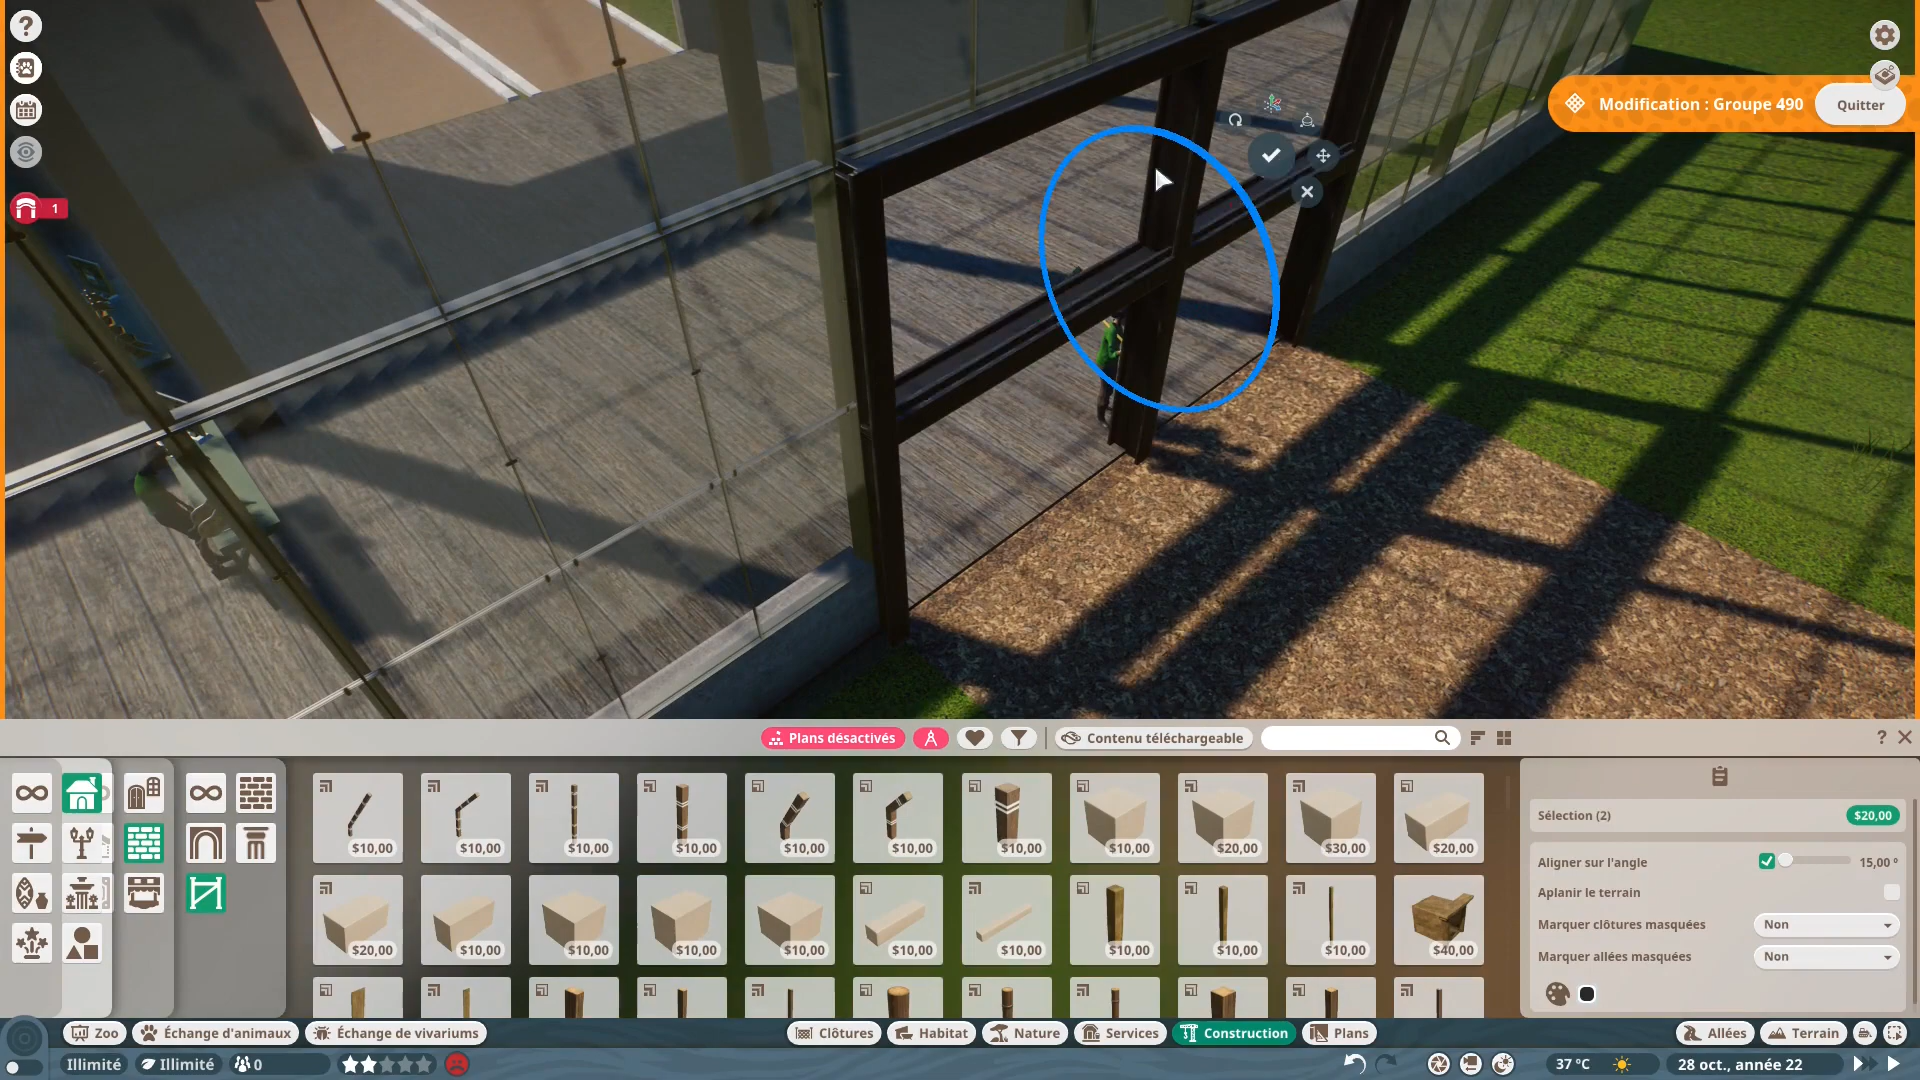 ?
Modification : Groupe 490
Quitter
1
Plans désactivés
Contenu téléchargeable
?
$10,00
$10,00
$10,00
$10,00
$10,00
$10,00
$10,00
$10,00
$20,00
$30,00
$20,00
$20,00
$10,00
$10,00
$10,00
$10,00
$10,00
$10,00
$10,00
$10,00
$10,00
$40,00
Sélection (2)
$20,00
Aligner sur l'angle
15,00 °
Aplanir le terrain
Marquer clôtures masquées
Non
Marquer allées masquées
Non
Zoo
Échange d'animaux
Échange de vivariums
Clôtures
Habitat
Nature
Services
Construction
Plans
Allées
Terrain
Illimité
Illimité
0
37 °C
28 oct., année 22